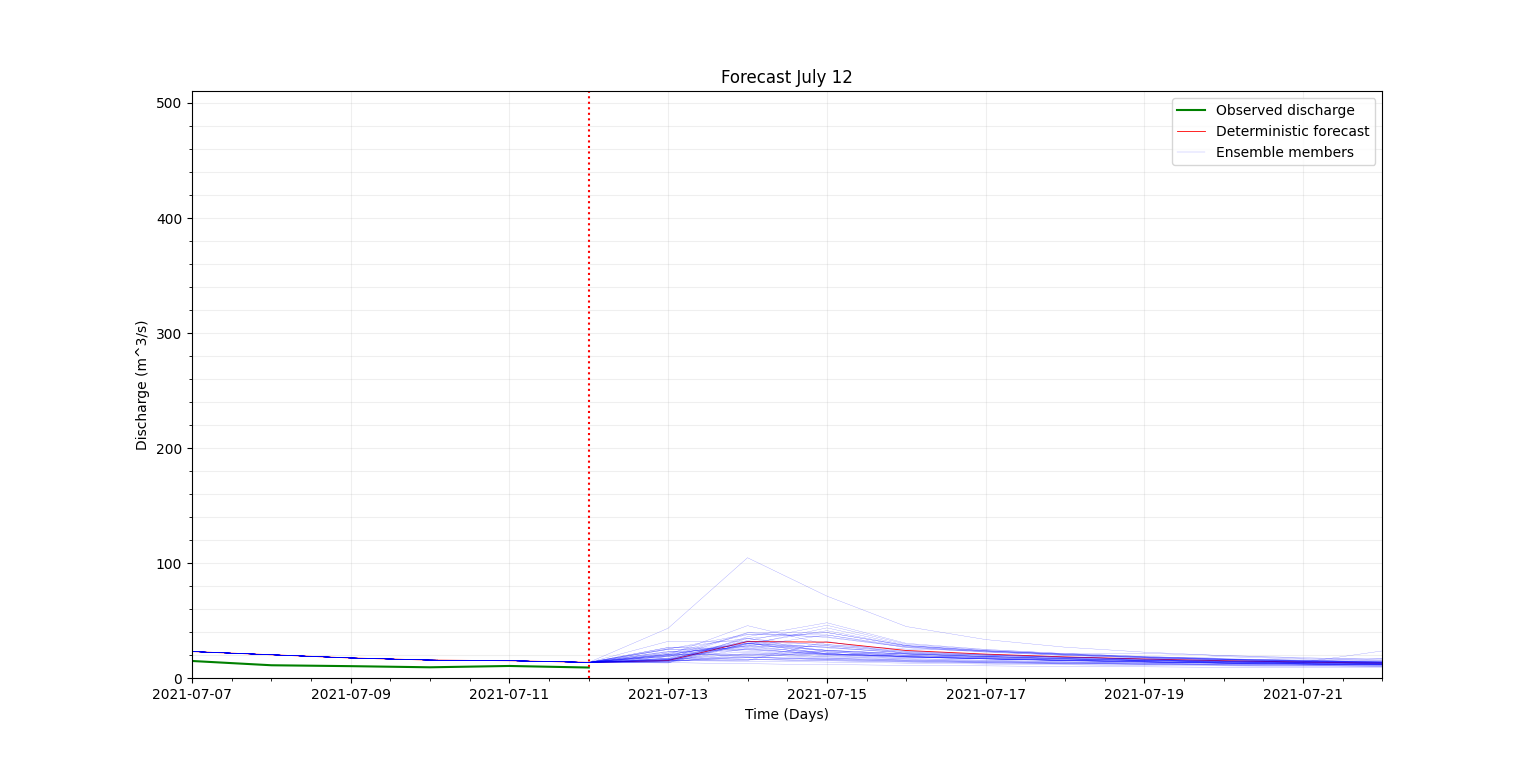 Forecast July 12
Observed discharge
Deterministic forecast
Ensemble members
500
400
300
200
100
0
Discharge (m^3/s)
2021-07-07 2021-07-09 2021-07-11 2021-07-13 2021-07-15 2021-07-17 2021-07-19 2021-07-21
Time (Days)